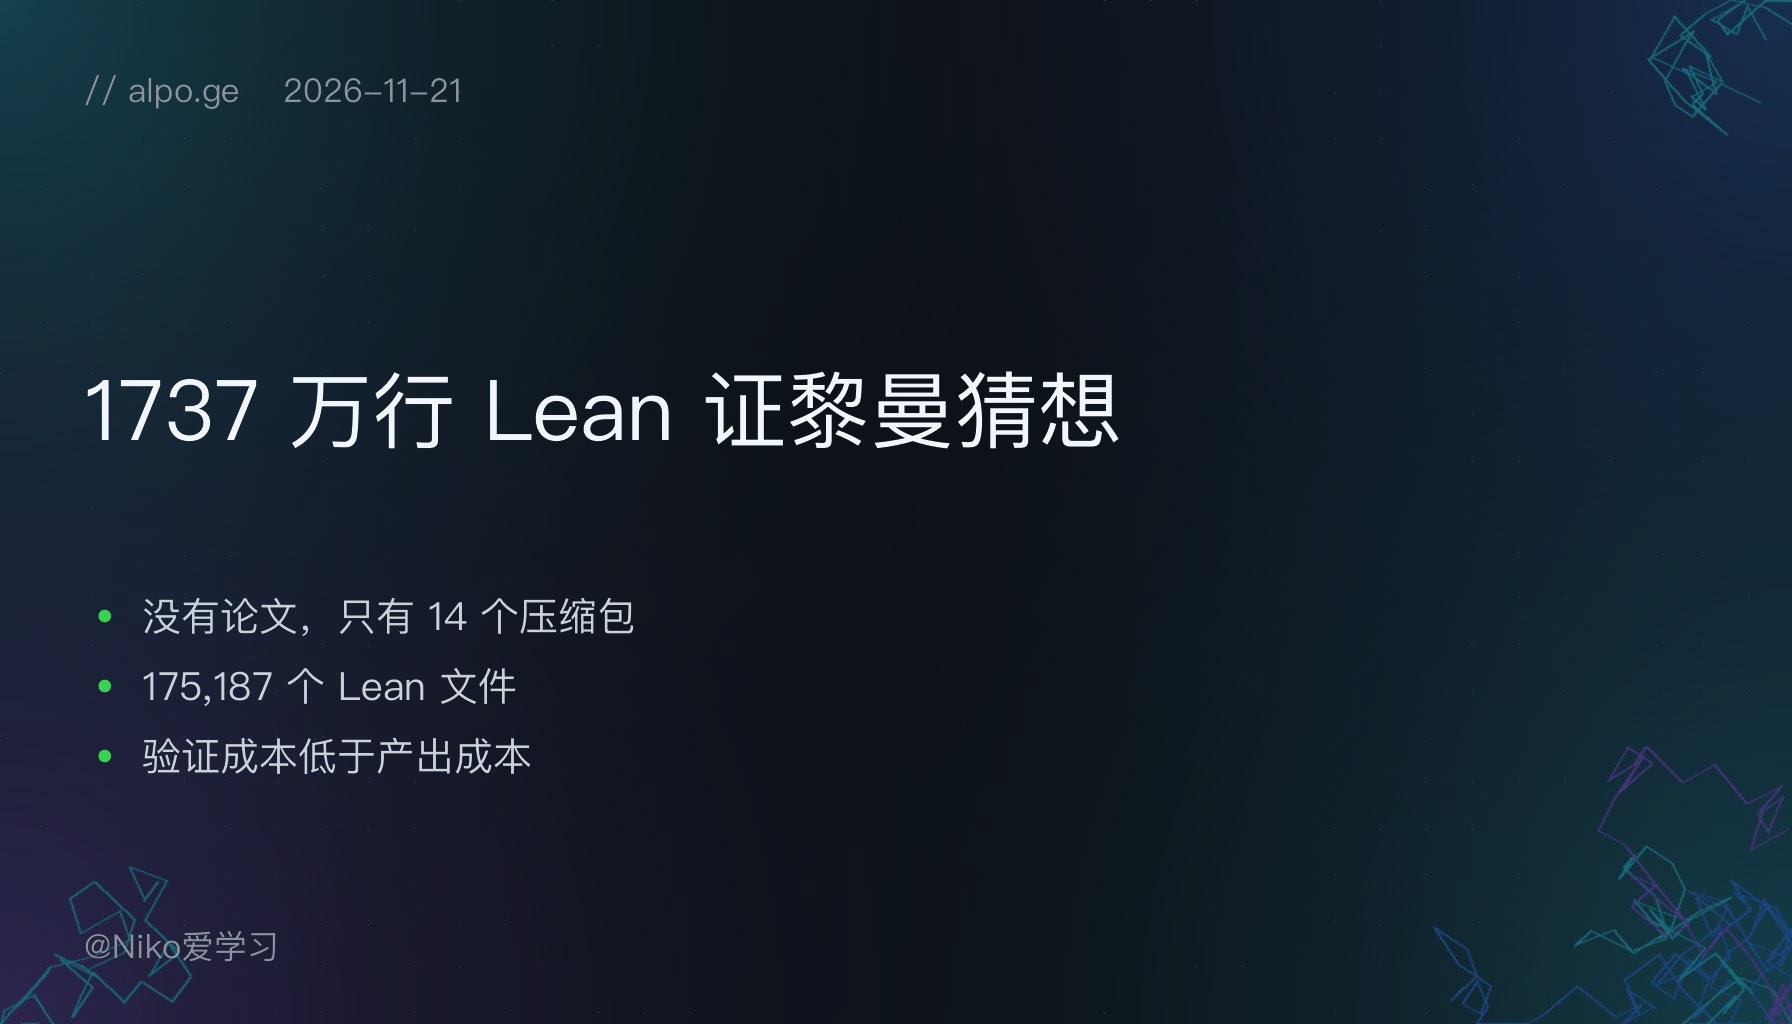 // alpo.ge 2026-11-21
1737 万行 Lean 证黎曼猜想
• 没有论文，只有 14 个压缩包
• 175,187 个 Lean 文件
• 验证成本低于产出成本
@Niko爱学习